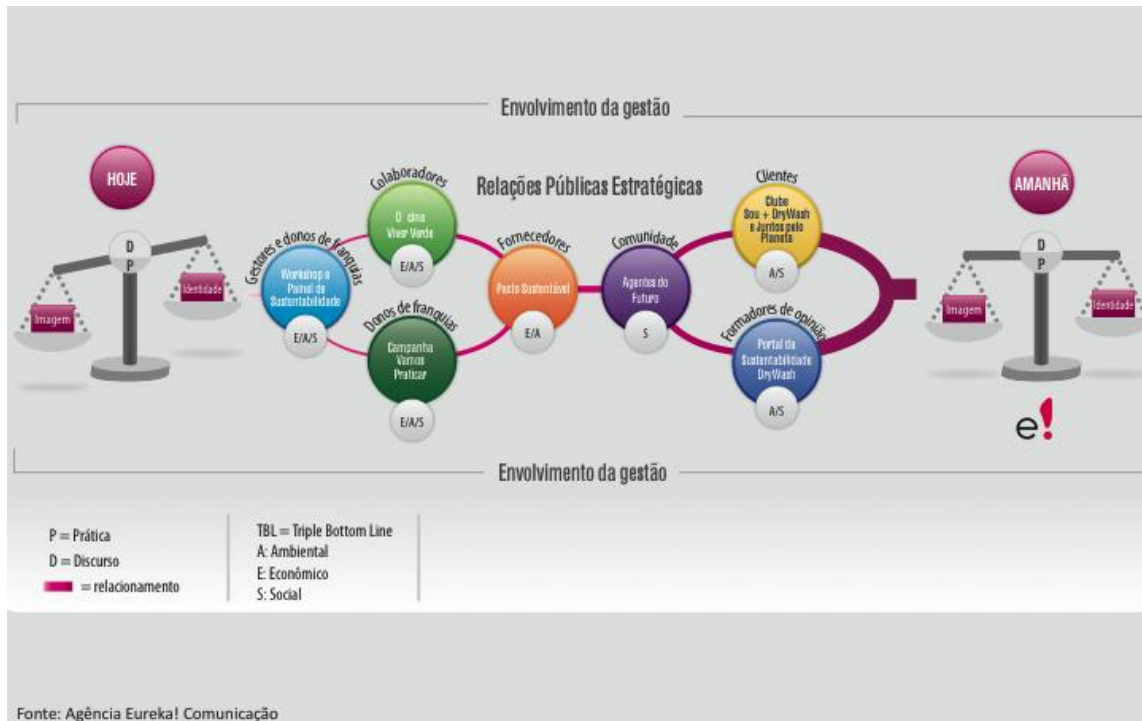 Envolvimento da gestão
HOJE
D
P
Imagem
Identidade
Gestores e donos de franquias
Workshop e
Painel de
Sustentabilidade
E/A/S
Colaboradores
O cina
Viver Verde
E/A/S
Donos de franquias
Campanha
Vamos
Praticar
E/A/S
Relações Públicas Estratégicas
Fornecedores
Pacto Sustentável
E/A
Comunidade
Agentes do
Futuro
S
Clientes
Clube
Sou + DryWash
e Juntos pelo
Planeta
A/S
Formadores de opinião
Portal da
Sustentabilidade
DryWash
A/S
AMANHÃ
D
P
Imagem
Identidade
e!
Envolvimento da gestão
P = Prática
D = Discurso
= relacionamento
TBL = Triple Bottom Line
A: Ambiental
E: Econômico
S: Social
Fonte: Agência Eureka! Comunicação